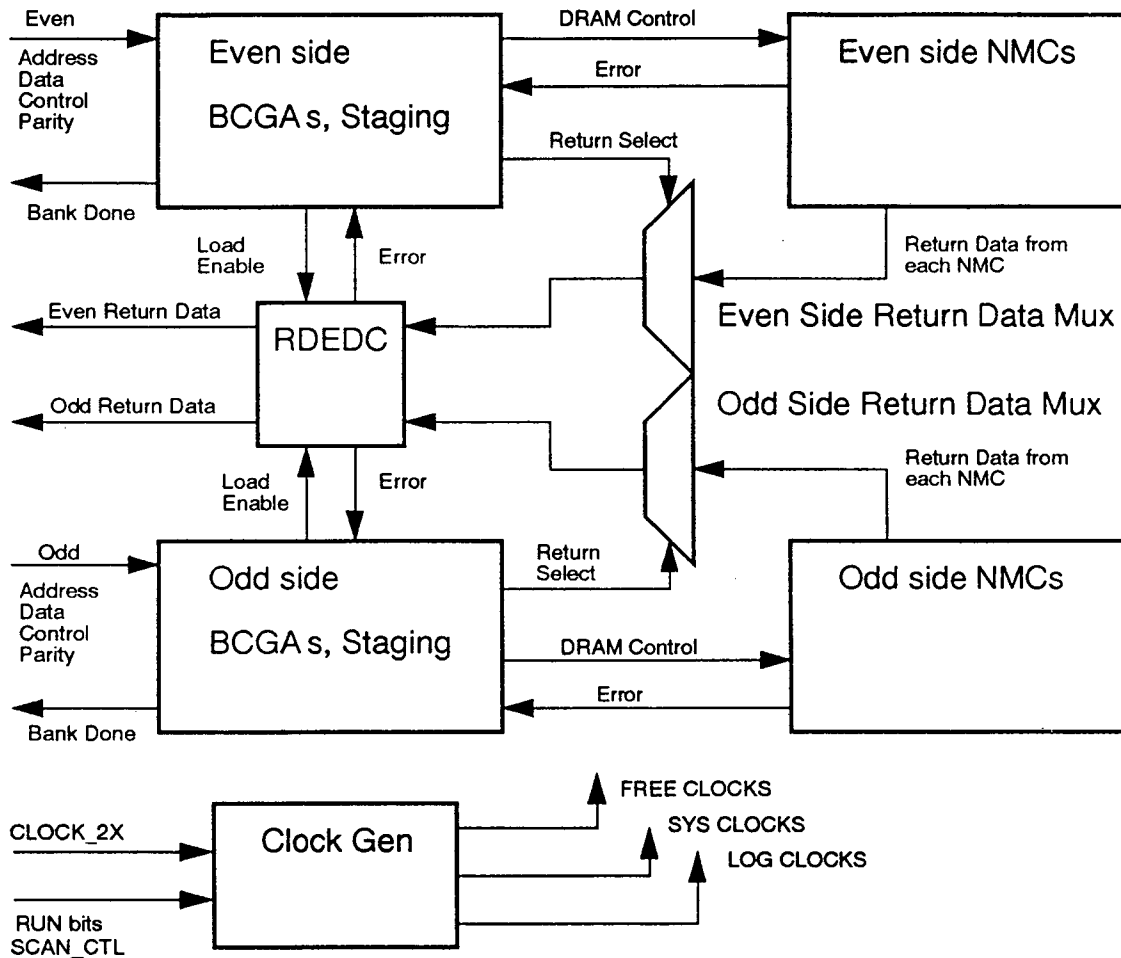 Even
DRAM Control
Address
Data
Control
Parity
Even side
BCGAs, Staging
Error
Even side NMCs
Return Select
Bank Done
Load
Enable
Error
Return Data from
each NMC
Even Return Data
RDEDC
Even Side Return Data Mux
Odd Return Data
Odd Side Return Data Mux
Load
Enable
Error
Return Data from
each NMC
Odd
Address
Data
Control
Parity
Odd side
BCGAs, Staging
Return
Select
Odd side NMCs
DRAM Control
Error
Bank Done
FREE CLOCKS
CLOCK_2X
Clock Gen
SYS CLOCKS
LOG CLOCKS
RUN bits
SCAN_CTL